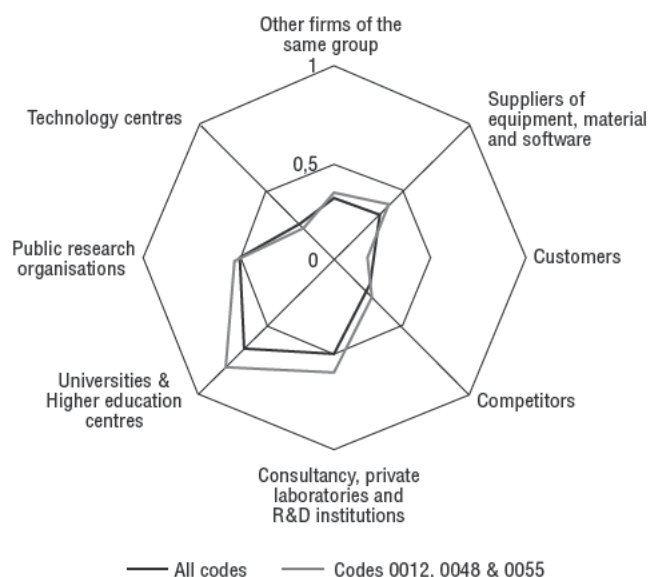 Other firms of the
same group
1
Technology centres
Suppliers of
equipment, material
and software
0,5
Public research
organisations
0
Customers
Universities &
Higher education
centres
Competitors
Consultancy, private
laboratories and
R&D institutions
All codes
Codes 0012, 0048 & 0055